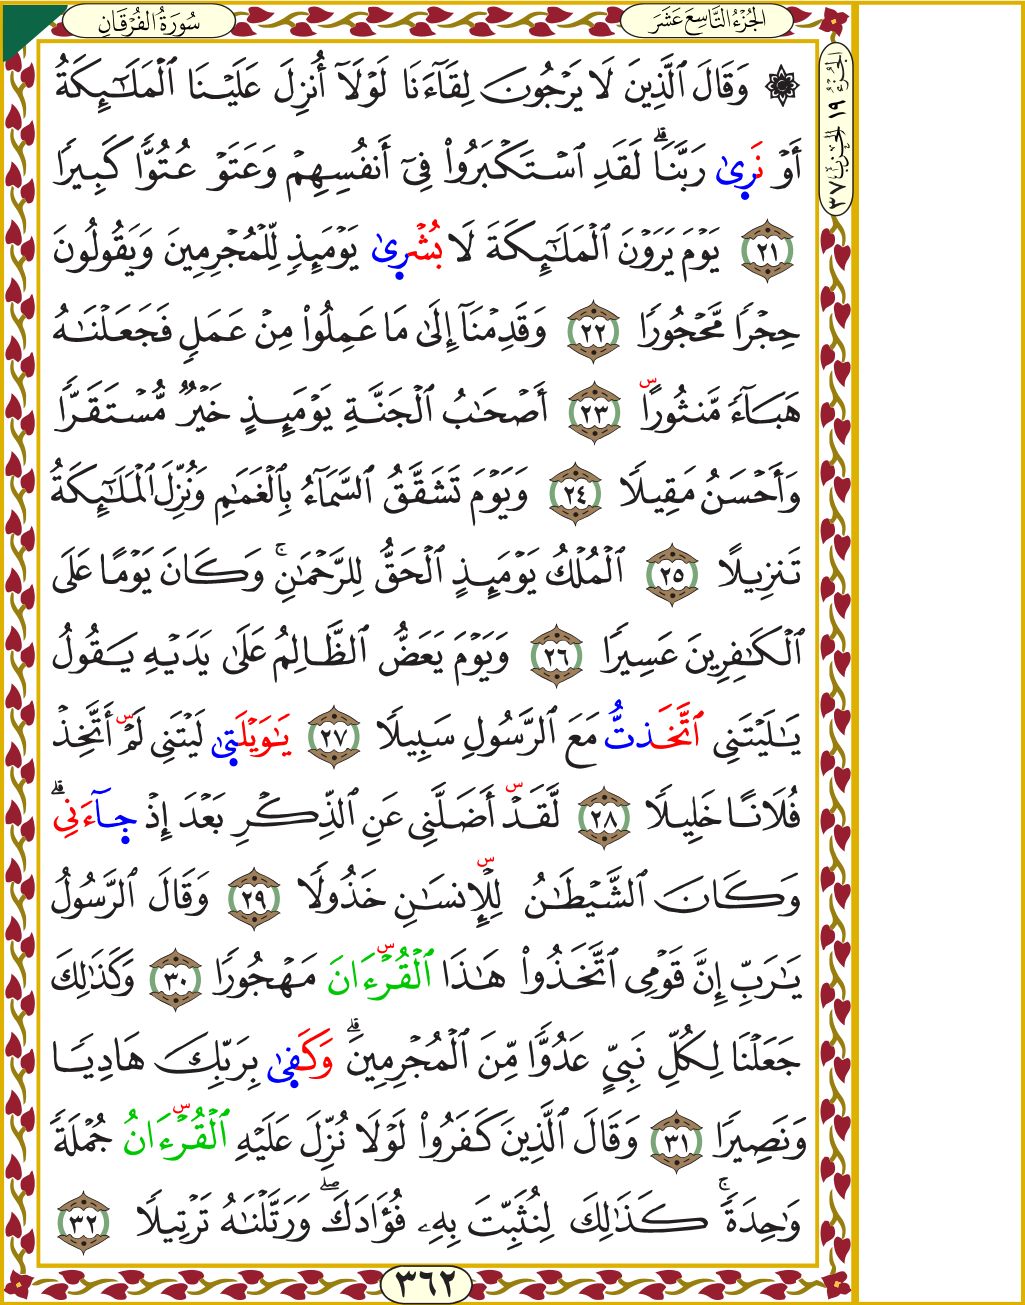 سُورَةُ الفُرْقَانِ
الجُزْءُ التَّاسِعَ عَشَرَ
الجزء ١٩ الحزب ٣٧
۞ وَقَالَ ٱلَّذِينَ لَا يَرْجُونَ لِقَآءَنَا لَوْلَآ أُنزِلَ عَلَيْنَا ٱلْمَلَـٰٓئِكَةُ
أَوْ نَرِىٰ رَبَّنَاۗ لَقَدِ ٱسْتَكْبَرُوا۟ فِىٓ أَنفُسِهِمْ وَعَتَوْ عُتُوًّا كَبِيرًا
٢١ يَوْمَ يَرَوْنَ ٱلْمَلَـٰٓئِكَةَ لَا بُشْرِىٰ يَوْمَئِذٍ لِّلْمُجْرِمِينَ وَيَقُولُونَ
حِجْرًا مَّحْجُورًا ٢٢ وَقَدِمْنَآ إِلَىٰ مَا عَمِلُوا۟ مِنْ عَمَلٍ فَجَعَلْنَـٰهُ
هَبَآءً مَّنثُورًا س ٢٣ أَصْحَـٰبُ ٱلْجَنَّةِ يَوْمَئِذٍ خَيْرٌ مُّسْتَقَرًّا
وَأَحْسَنُ مَقِيلًا ٢٤ وَيَوْمَ تَشَقَّقُ ٱلسَّمَآءُ بِٱلْغَمَـٰمِ وَنُزِّلَ ٱلْمَلَـٰٓئِكَةُ
تَنزِيلًا ٢٥ ٱلْمُلْكُ يَوْمَئِذٍ ٱلْحَقُّ لِلرَّحْمَـٰنِۚ وَكَانَ يَوْمًا عَلَى
ٱلْكَـٰفِرِينَ عَسِيرًا ٢٦ وَيَوْمَ يَعَضُّ ٱلظَّالِمُ عَلَىٰ يَدَيْهِ يَقُولُ
يَـٰلَيْتَنِى ٱتَّخَذتُّ مَعَ ٱلرَّسُولِ سَبِيلًا ٢٧ يَـٰوَيْلَتِىٰ لَيْتَنِى لَمْ س أَتَّخِذْ
فُلَانًا خَلِيلًا ٢٨ لَّقَدْ س أَضَلَّنِى عَنِ ٱلذِّكْرِ بَعْدَ إِذْ جِآءَنِىۗ
وَكَانَ ٱلشَّيْطَـٰنُ لِلْإِنسَـٰنِ س خَذُولًا ٢٩ وَقَالَ ٱلرَّسُولُ
يَـٰرَبِّ إِنَّ قَوْمِى ٱتَّخَذُوا۟ هَـٰذَا ٱلْقُرْءَانَ س مَهْجُورًا ٣٠ وَكَذَٰلِكَ
جَعَلْنَا لِكُلِّ نَبِىٍّ عَدُوًّا مِّنَ ٱلْمُجْرِمِينَۗ وَكَفِىٰ بِرَبِّكَ هَادِيًا
وَنَصِيرًا ٣١ وَقَالَ ٱلَّذِينَ كَفَرُوا۟ لَوْلَا نُزِّلَ عَلَيْهِ ٱلْقُرْءَانُ س جُمْلَةً
وَٰحِدَةًۚ كَذَٰلِكَ لِنُثَبِّتَ بِهِۦ فُؤَادَكَۖ وَرَتَّلْنَـٰهُ تَرْتِيلًا ٣٢
٣٦٢